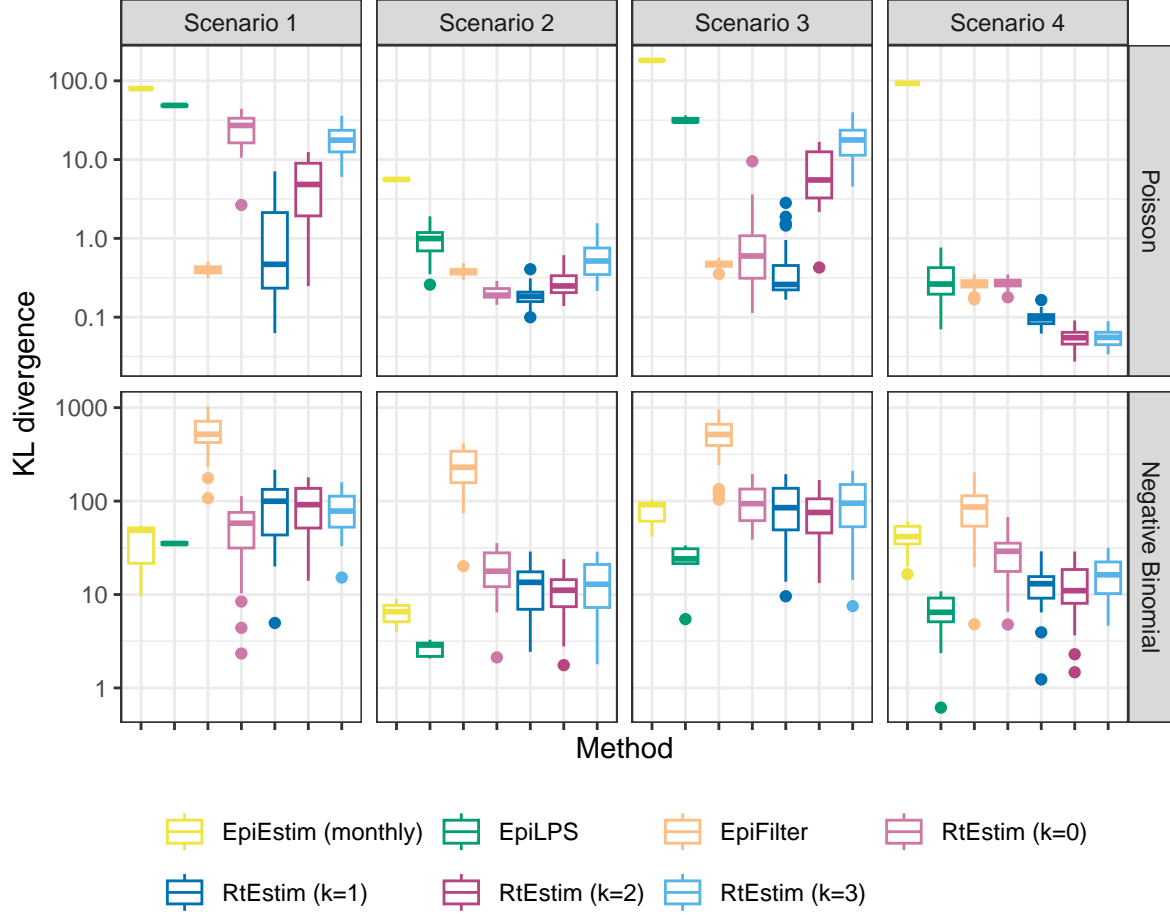 Scenario 1 Scenario 2 Scenario 3 Scenario 4
100.0
10.0
1.0
0.1
Poisson
1000
100
10
1
Negative Binomial
KL divergence
Method
EpiEstim (monthly) EpiLPS EpiFilter RtEstim (k=0)
RtEstim (k=1) RtEstim (k=2) RtEstim (k=3)